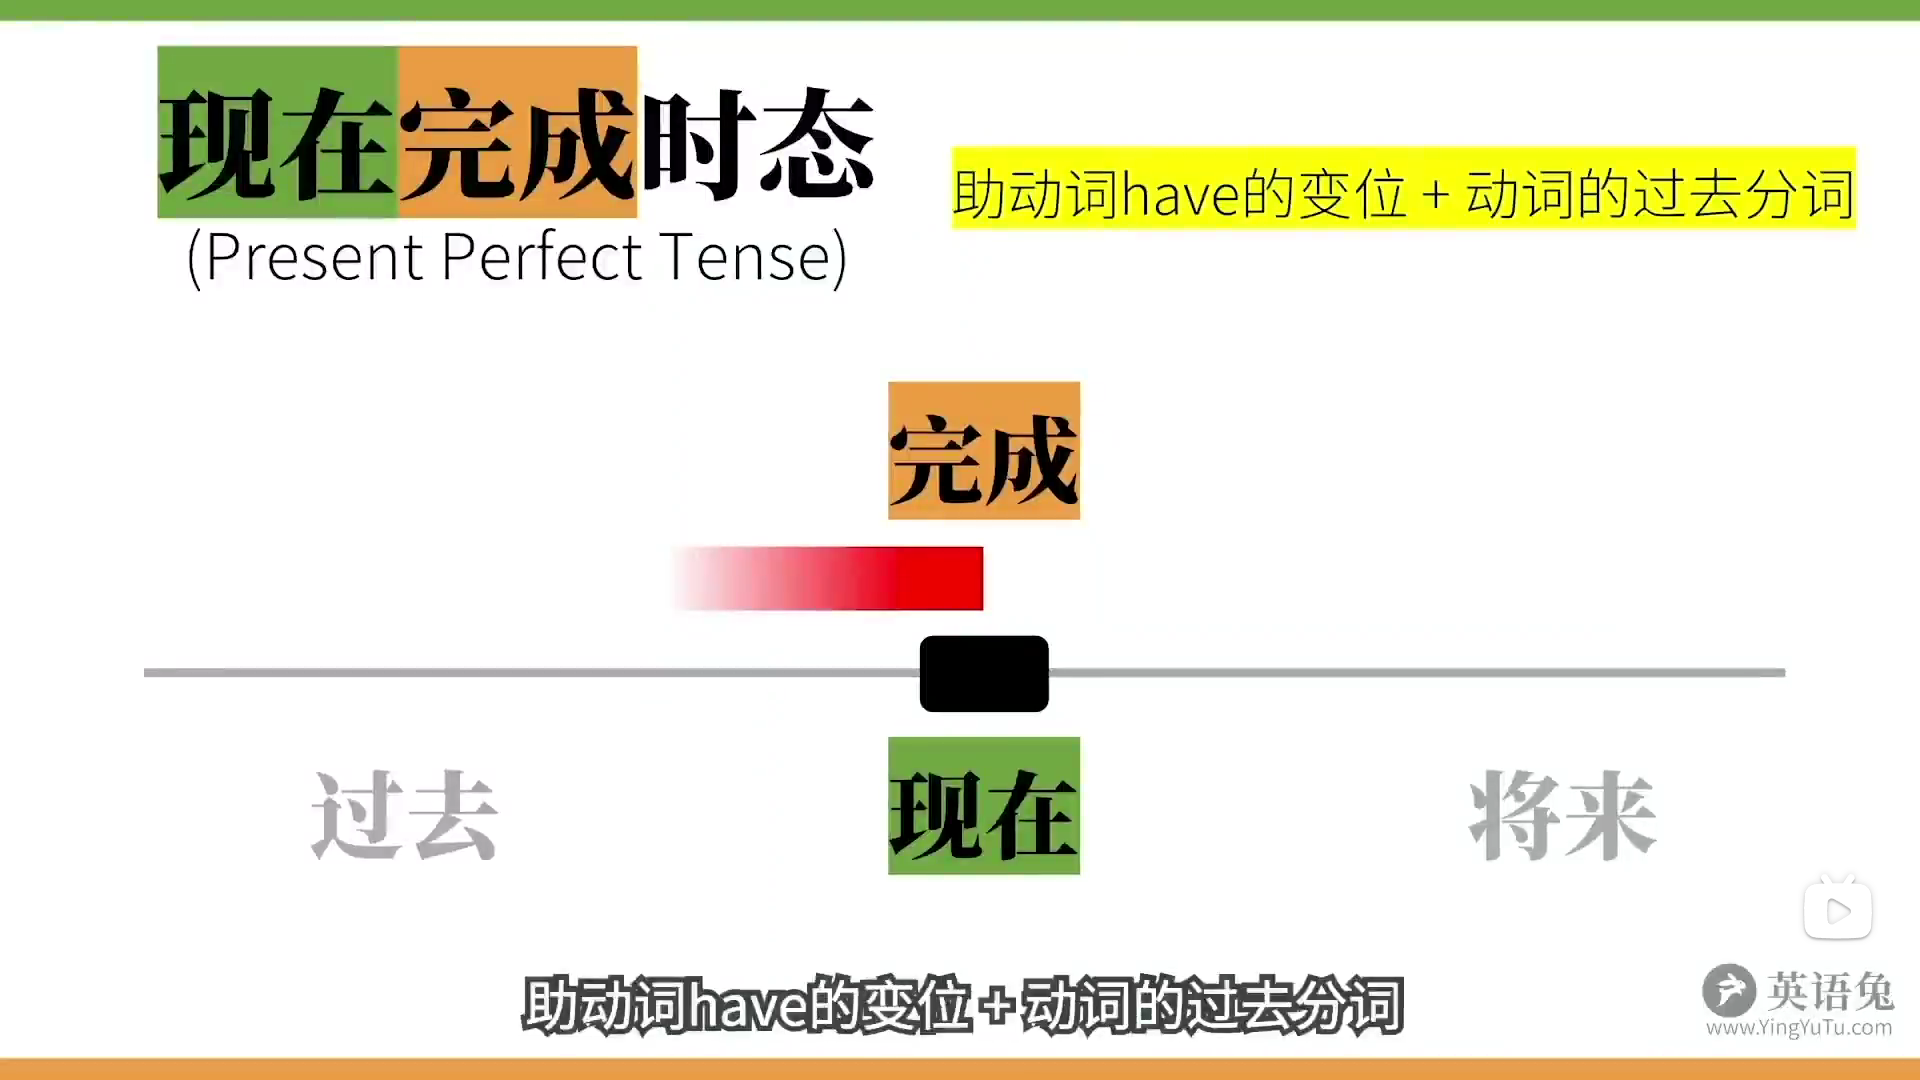 现在完成时态
(Present Perfect Tense)
助动词have的变位 + 动词的过去分词
完成
过去
现在
将来
助动词have的变位 + 动词的过去分词
英语兔
www.YingYuTu.com